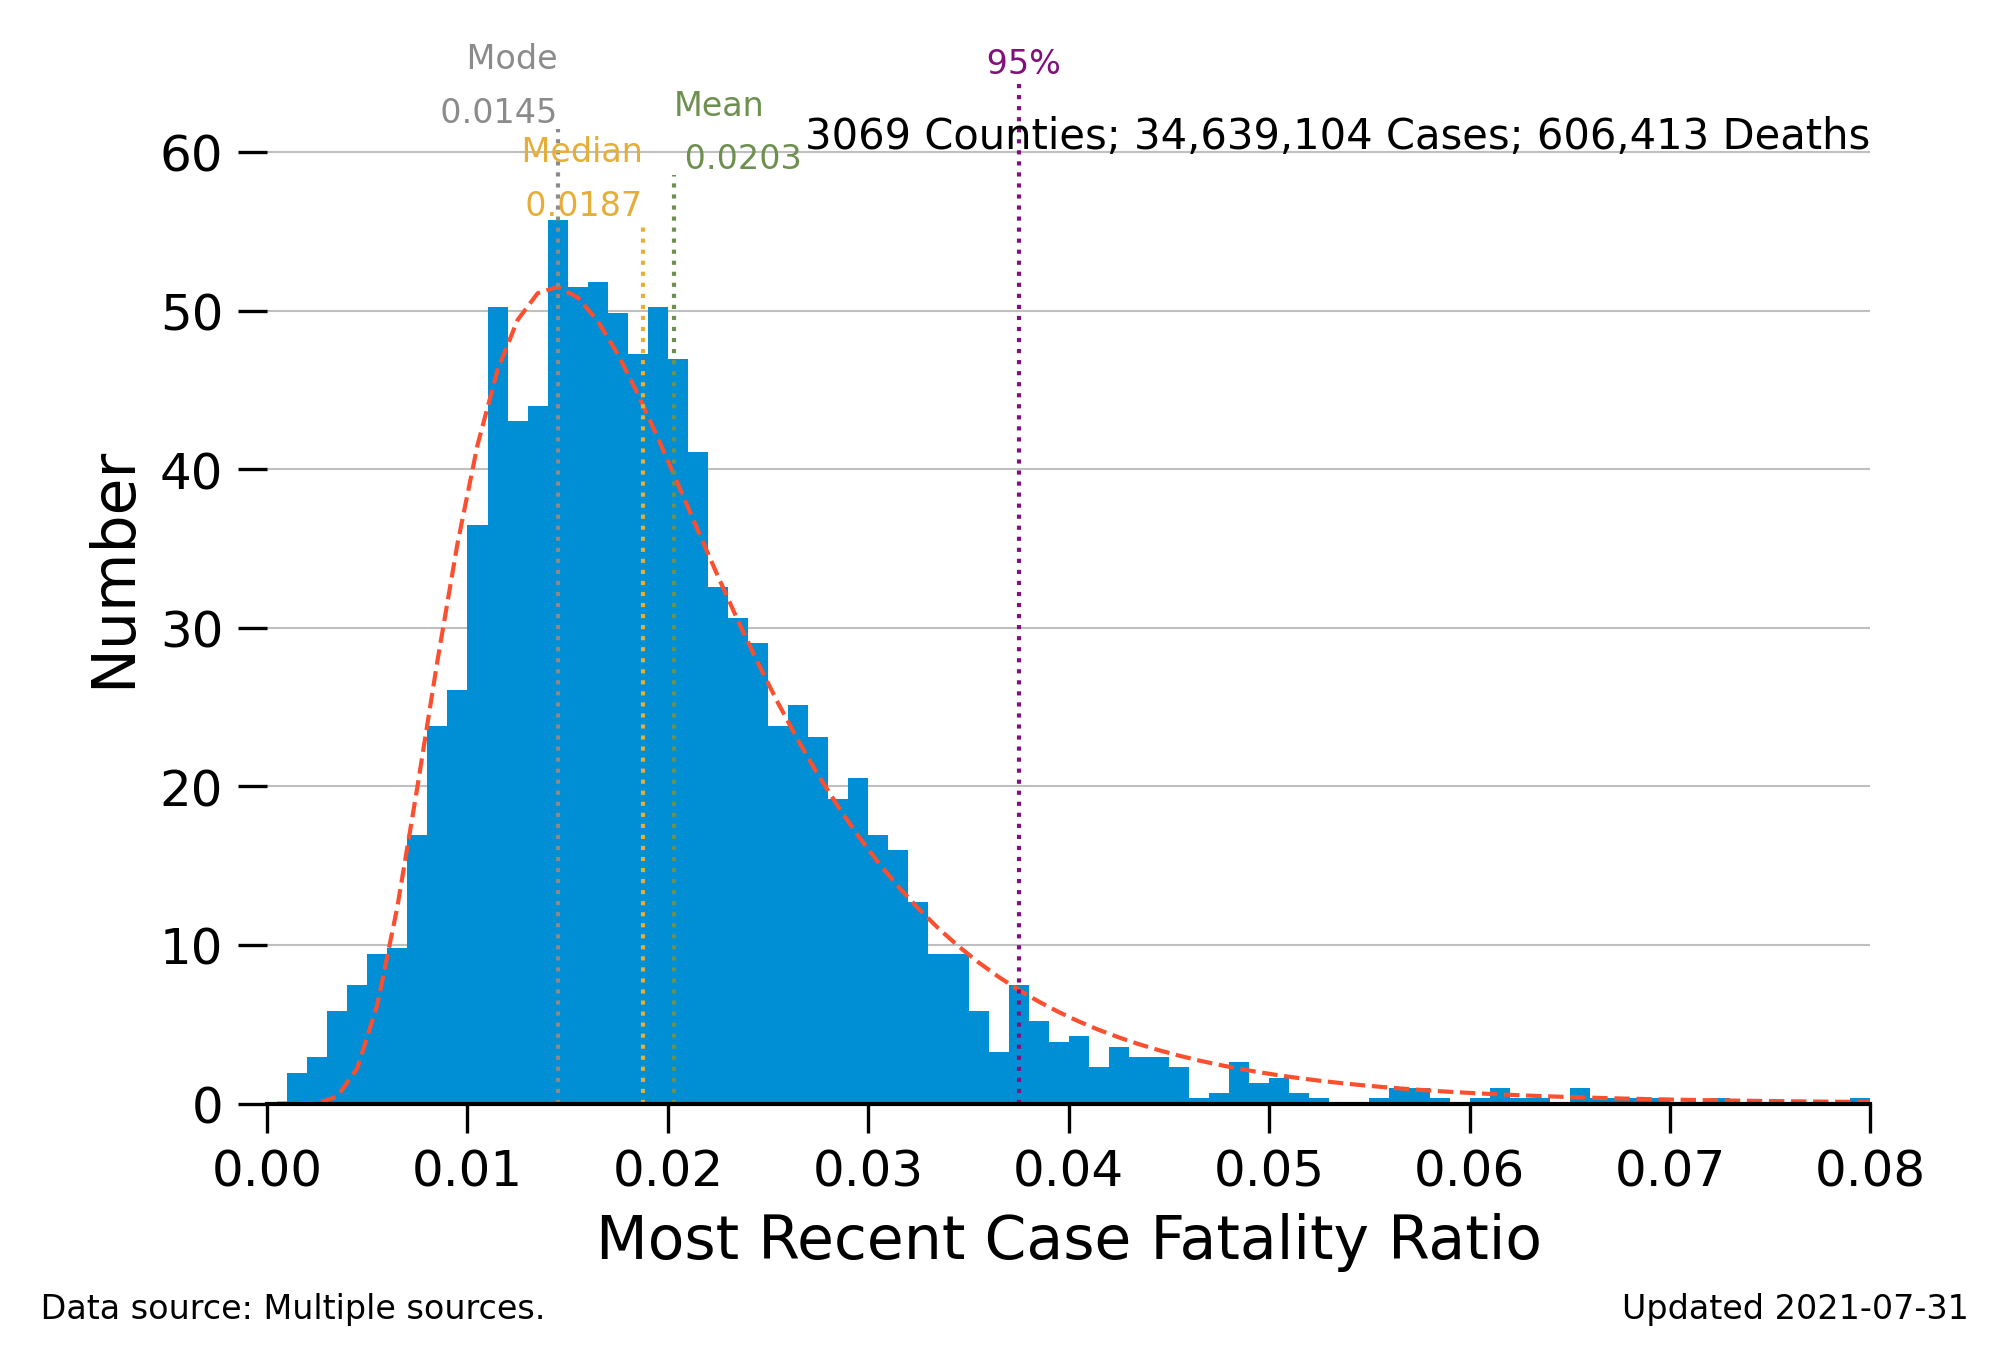 Mode
0.0145
95%
Mean
0.0203
Median
0.0187
3069 Counties; 34,639,104 Cases; 606,413 Deaths
60
50
40
30
20
10
0
Number
0.00 0.01 0.02 0.03 0.04 0.05 0.06 0.07 0.08
Most Recent Case Fatality Ratio
Data source: Multiple sources.
Updated 2021-07-31